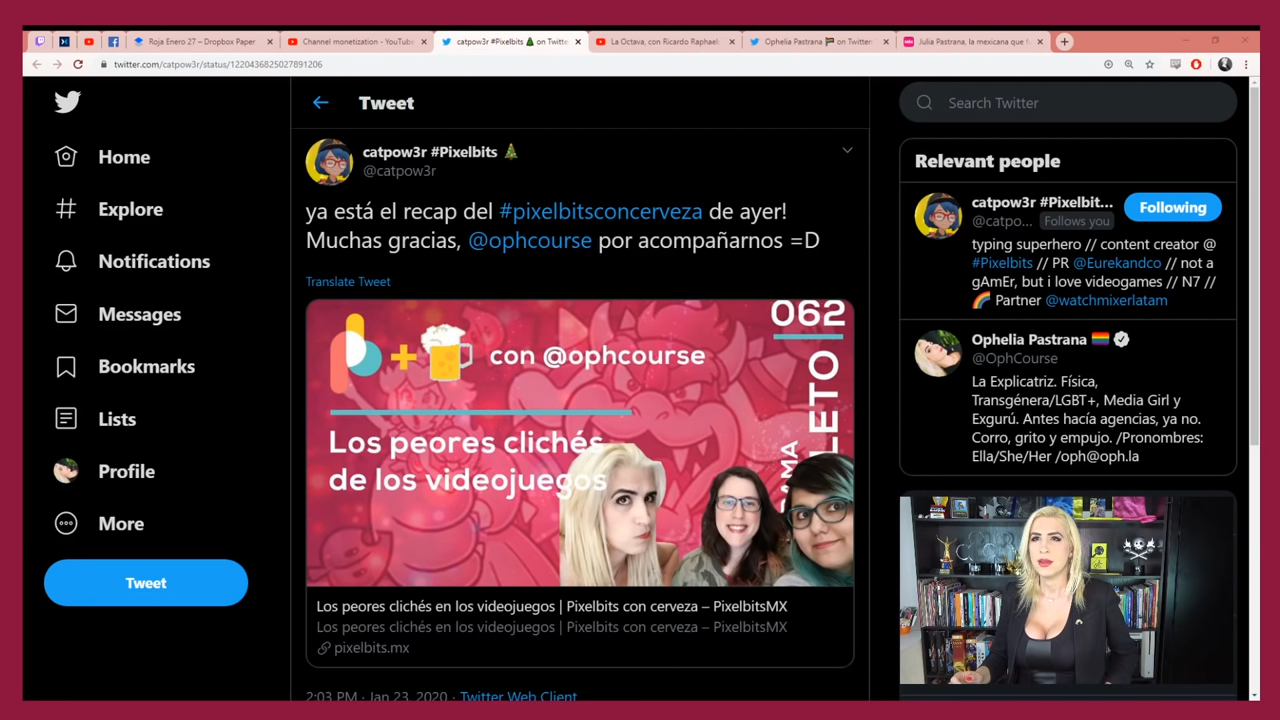 Roja Enero 27 – Dropbox Paper
Channel monetization - YouTube
catpow3r #Pixelbits 🎄 on Twitte
La Octava, con Ricardo Raphael
Ophelia Pastrana 🏴 on Twitter
Julia Pastrana, la mexicana que f
twitter.com/catpow3r/status/1220436825027891206
Home
Explore
Notifications
Messages
Bookmarks
Lists
Profile
More
Tweet
Tweet
catpow3r #Pixelbits 🎄
@catpow3r
ya está el recap del #pixelbitsconcerveza de ayer!
Muchas gracias, @ophcourse por acompañarnos =D
Translate Tweet
062
+ con @ophcourse
Los peores clichés
de los videojuegos
LETO
AMA
Los peores clichés en los videojuegos | Pixelbits con cerveza – PixelbitsMX
Los peores clichés en los videojuegos | Pixelbits con cerveza – PixelbitsMX
pixelbits.mx
2:03 PM · Jan 23, 2020 · Twitter Web Client
Search Twitter
Relevant people
catpow3r #Pixelbit...
@catpo... Follows you
Following
typing superhero // content creator @
#Pixelbits // PR @Eurekandco // not a
gAmEr, but i love videogames // N7 //
🌈 Partner @watchmixerlatam
Ophelia Pastrana 🏳️‍🌈
@OphCourse
La Explicatriz. Física,
Transgénera/LGBT+, Media Girl y
Exgurú. Antes hacía agencias, ya no.
Corro, grito y empujo. /Pronombres:
Ella/She/Her /oph@oph.la